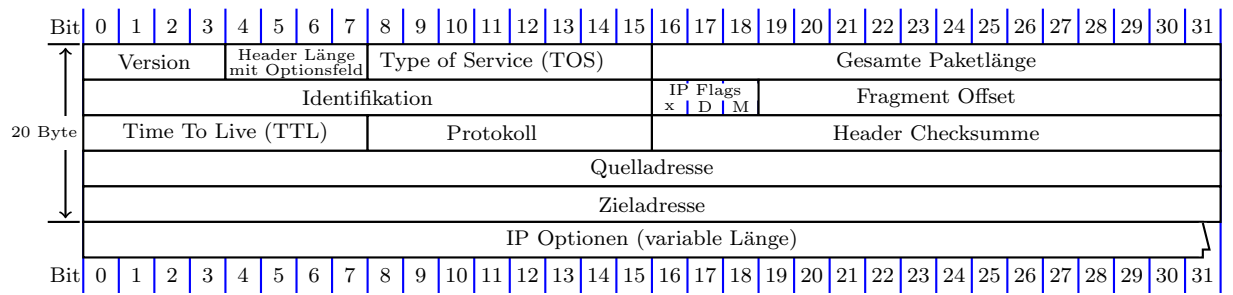 Bit 0 1 2 3 4 5 6 7 8 9 10 11 12 13 14 15 16 17 18 19 20 21 22 23 24 25 26 27 28 29 30 31
Version Header Länge Type of Service (TOS) Gesamte Paketlänge
mit Optionsfeld
Identifikation IP Flags Fragment Offset
x D M
20 Byte Time To Live (TTL) Protokoll Header Checksumme
Quelladresse
Zieladresse
IP Optionen (variable Länge)
Bit 0 1 2 3 4 5 6 7 8 9 10 11 12 13 14 15 16 17 18 19 20 21 22 23 24 25 26 27 28 29 30 31